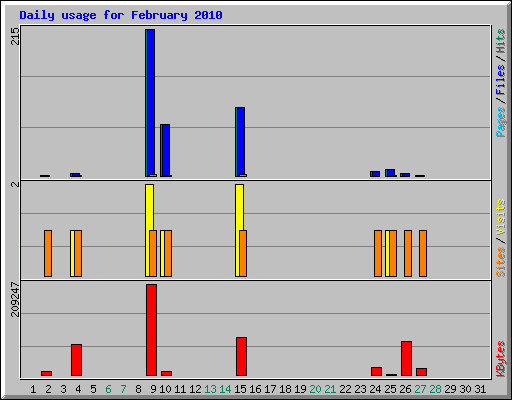 Daily usage for February 2010
215
Pages/Files/Hits
2
Sites/Visits
209247
KBytes
1 2 3 4 5 6 7 8 9 10 11 12 13 14 15 16 17 18 19 20 21 22 23 24 25 26 27 28 29 30 31